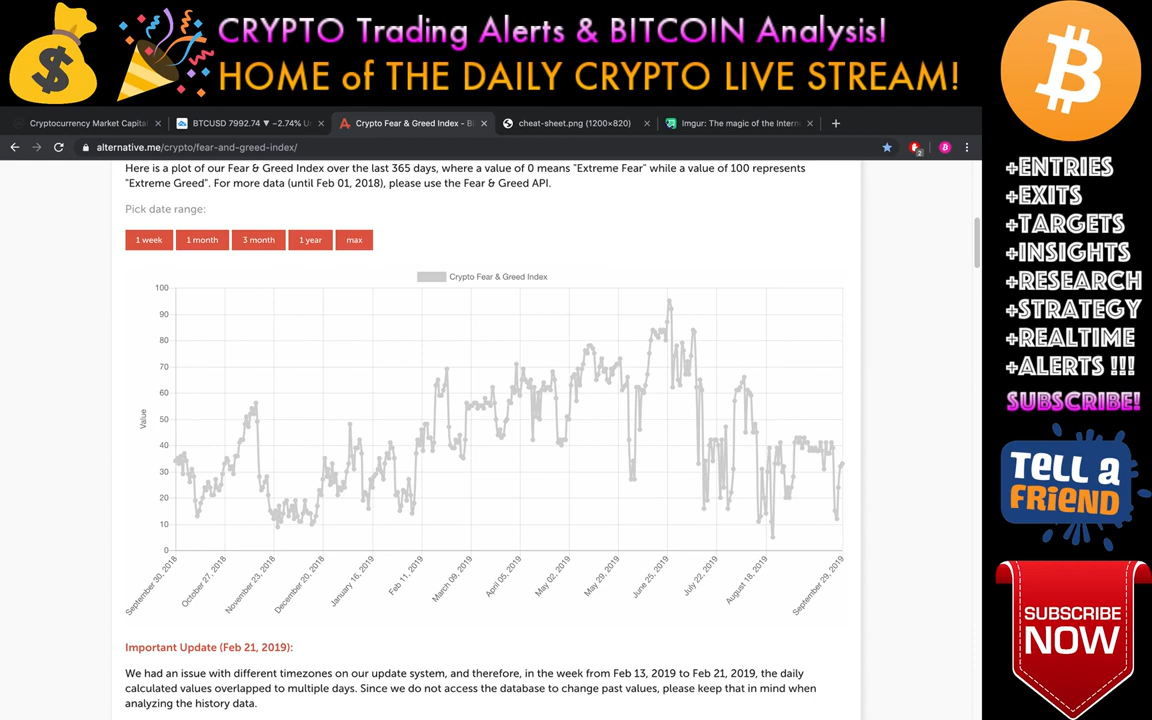 CRYPTO Trading Alerts & BITCOIN Analysis!
HOME of THE DAILY CRYPTO LIVE STREAM!
Cryptocurrency Market Capita
BTCUSD 7992.74 ▼ −2.74% U
Crypto Fear & Greed Index - B
cheat-sheet.png (1200×820)
Imgur: The magic of the Intern
alternative.me/crypto/fear-and-greed-index/
2
Here is a plot of our Fear & Greed Index over the last 365 days, where a value of 0 means "Extreme Fear" while a value of 100 represents
"Extreme Greed". For more data (until Feb 01, 2018), please use the Fear & Greed API.
Pick date range:
1 week
1 month
3 month
1 year
max
Crypto Fear & Greed Index
Value
100
90
80
70
60
50
40
30
20
10
0
September 30, 2018
October 27, 2018
November 23, 2018
December 20, 2018
January 16, 2019
Feb 11, 2019
March 09, 2019
April 05, 2019
May 02, 2019
May 29, 2019
June 25, 2019
July 22, 2019
August 18, 2019
September 29, 2019
Important Update (Feb 21, 2019):
We had an issue with different timezones on our update system, and therefore, in the week from Feb 13, 2019 to Feb 21, 2019, the daily
calculated values overlapped to multiple days. Since we do not access the database to change past values, please keep that in mind when
analyzing the history data.
+ENTRIES
+EXITS
+TARGETS
+INSIGHTS
+RESEARCH
+STRATEGY
+REALTIME
+ALERTS !!!
SUBSCRIBE!
TELL a
FRiEND
SUBSCRIBE
NOW